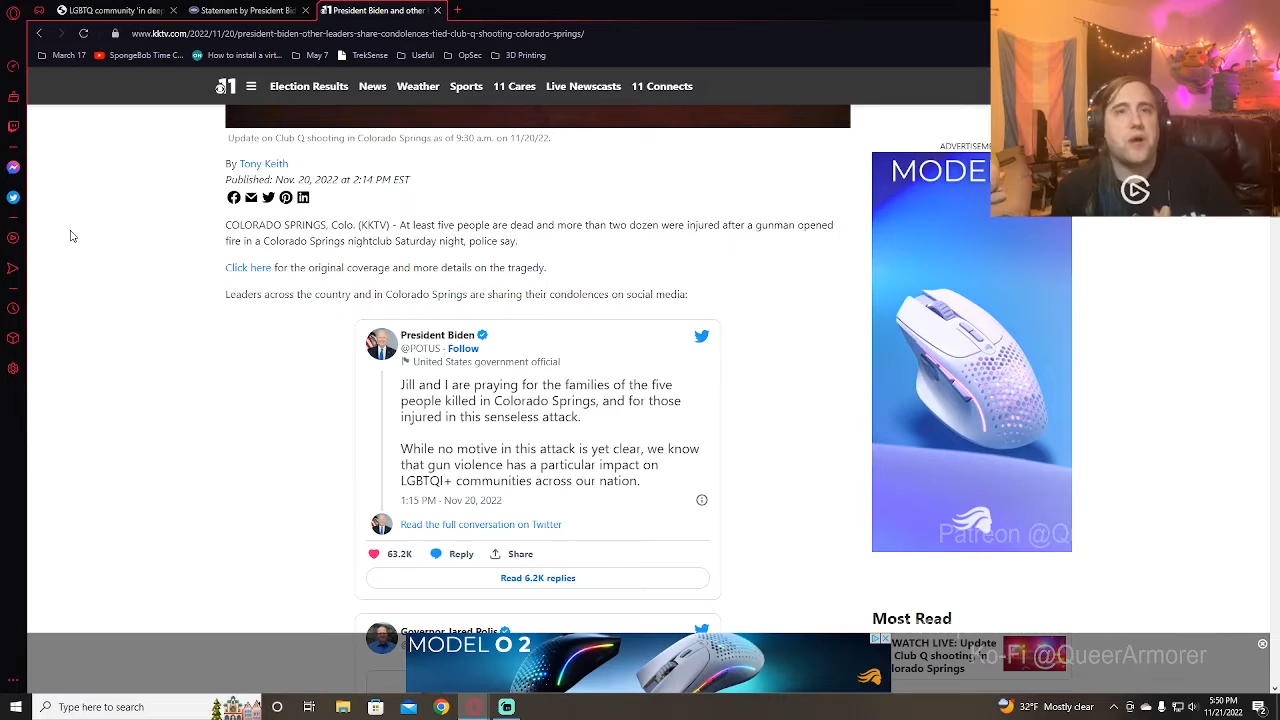 LGBTQ community 'in deep
Statement by President Bid
President Biden and other
www.kktv.com/2022/11/20/president-biden-other-leaders-share-condolences-tied-club-q-shooting-colorado-springs/
March 17
SpongeBob Time C...
How to install a virt...
May 7
TrekSense
Useful
OpSec
3D Printing
11
Election Results
News
Weather
Sports
11 Cares
Live Newscasts
11 Connects
Update on Club Q shooting in Colorado Springs as of 9:30 a.m. on 11/20/22.
By Tony Keith
Published: Nov. 20, 2022 at 2:14 PM EST
COLORADO SPRINGS, Colo. (KKTV) - At least five people are dead and more than two dozen were injured after a gunman opened
fire in a Colorado Springs nightclub Saturday night, police say.
Click here for the original coverage and more details on the tragedy.
Leaders across the country and in Colorado Springs are sharing their condolences on social media:
President Biden
@POTUS · Follow
United States government official
Jill and I are praying for the families of the five
people killed in Colorado Springs, and for those
injured in this senseless attack.
While no motive in this attack is yet clear, we know
that gun violence has a particular impact on
LGBTQI+ communities across our nation.
1:15 PM · Nov 20, 2022
Read the full conversation on Twitter
63.2K
Reply
Share
Read 6.2K replies
Governor Jared Polis
ADVERTISEME
MODE
Patreon @Q
Most Read
WATCH LIVE: Update
Club Q shooting in
lorado Springs
Ko-Fi @QueerArmorer
MODEL O 2
Type here to search
32°F Mostly clear
5:50 PM
11/21/2022
2